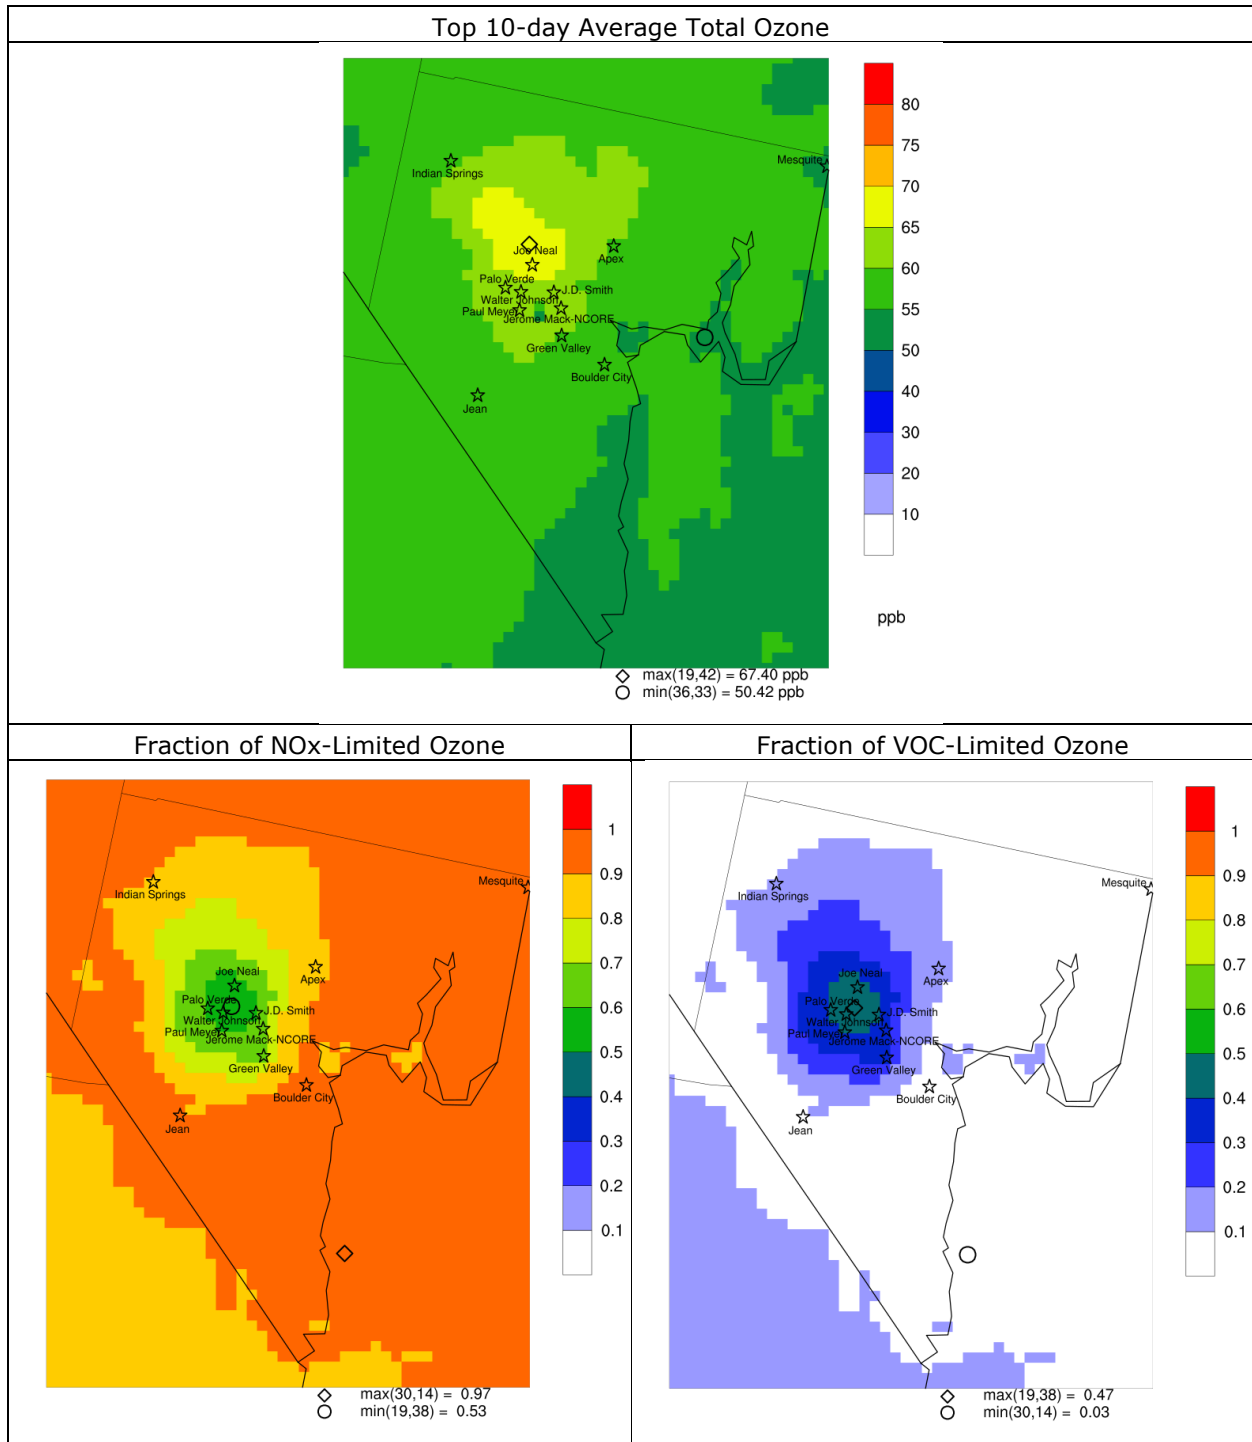 Top 10-day Average Total Ozone
Indian Springs
Mesquite
Joe Neal
Apex
Palo Verde
J.D. Smith
Walter Johnson
Paul Meyer
Jerome Mack-NCORE
Green Valley
Boulder City
Jean
80
75
70
65
60
55
50
40
30
20
10
ppb
max(19,42) = 67.40 ppb
min(36,33) = 50.42 ppb
Fraction of NOx-Limited Ozone
Indian Springs
Mesquite
Joe Neal
Apex
Palo Verde
J.D. Smith
Walter Johnson
Paul Meyer
Jerome Mack-NCORE
Green Valley
Boulder City
Jean
1
0.9
0.8
0.7
0.6
0.5
0.4
0.3
0.2
0.1
max(30,14) = 0.97
min(19,38) = 0.53
Fraction of VOC-Limited Ozone
Indian Springs
Mesquite
Joe Neal
Apex
Palo Verde
J.D. Smith
Walter Johnson
Paul Meyer
Jerome Mack-NCORE
Green Valley
Boulder City
Jean
1
0.9
0.8
0.7
0.6
0.5
0.4
0.3
0.2
0.1
max(19,38) = 0.47
min(30,14) = 0.03